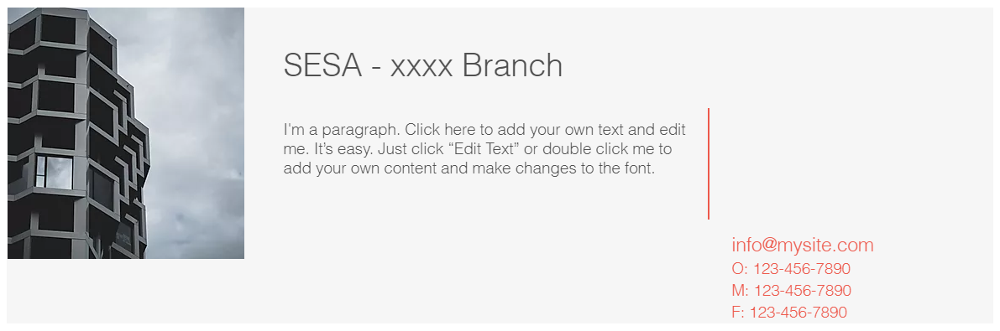 SESA - xxxx Branch
I'm a paragraph. Click here to add your own text and edit
me. It’s easy. Just click “Edit Text” or double click me to
add your own content and make changes to the font.
info@mysite.com
O: 123-456-7890
M: 123-456-7890
F: 123-456-7890